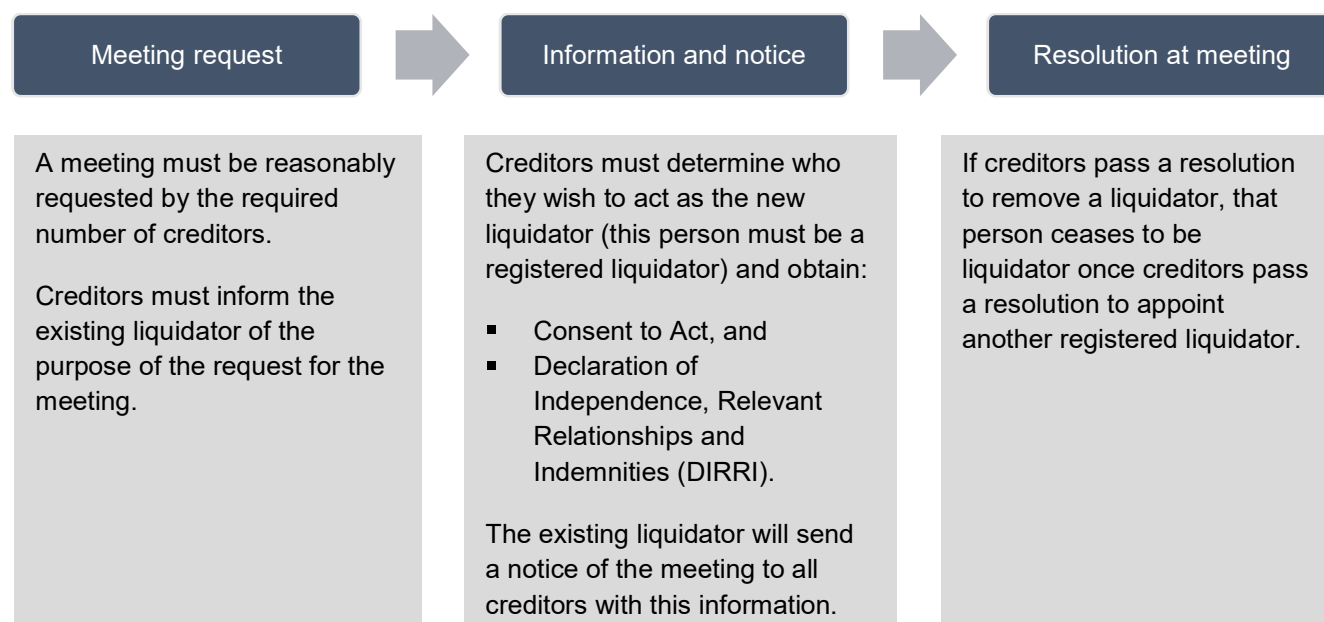 Meeting request
Information and notice
Resolution at meeting
A meeting must be reasonably
requested by the required
number of creditors.
Creditors must inform the
existing liquidator of the
purpose of the request for the
meeting.
Creditors must determine who
they wish to act as the new
liquidator (this person must be a
registered liquidator) and obtain:
▪ Consent to Act, and
▪ Declaration of
Independence, Relevant
Relationships and
Indemnities (DIRRI).
The existing liquidator will send
a notice of the meeting to all
creditors with this information.
If creditors pass a resolution
to remove a liquidator, that
person ceases to be
liquidator once creditors pass
a resolution to appoint
another registered liquidator.